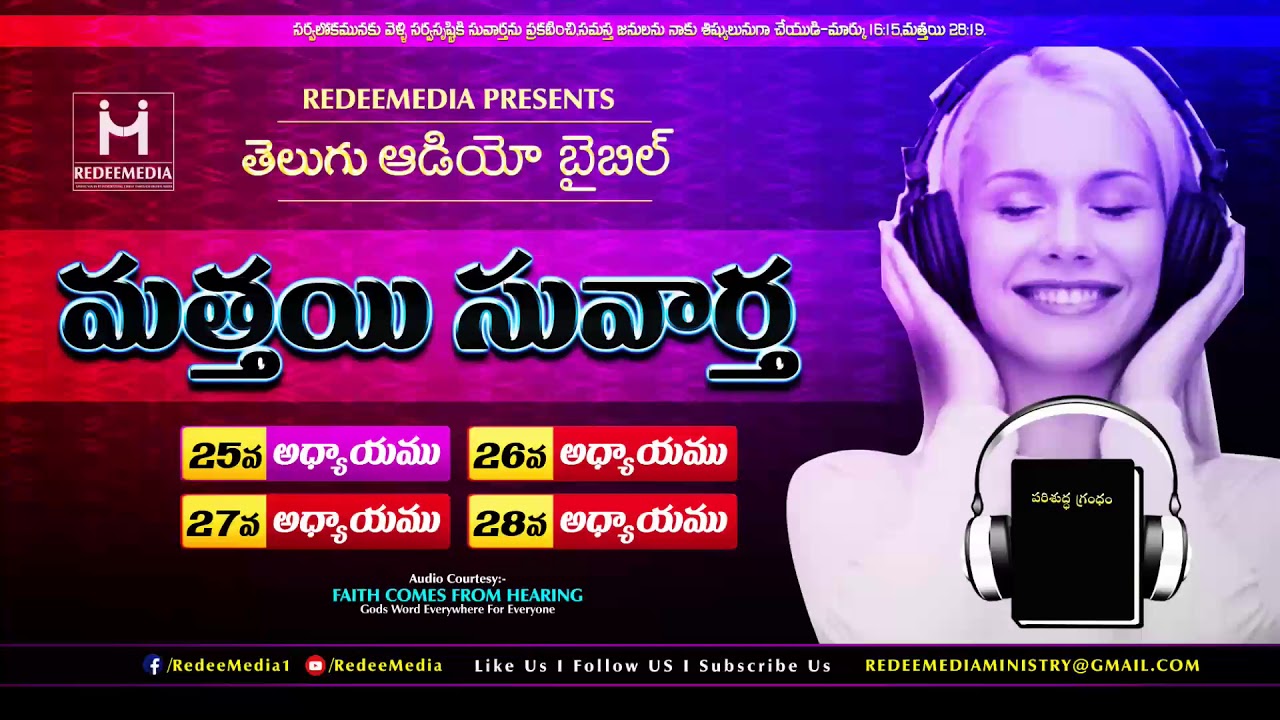 సర్వలోకమునకు వెళ్ళి సర్వసృష్టికి సువార్తను ప్రకటించి,సమస్త జనులను నాకు శిష్యులునుగా చేయుడి-మార్కు 16:15,మత్తయి 28:19.
REDEEMEDIA PRESENTS
తెలుగు ఆడియో బైబిల్
REDEEMEDIA
మత్తయి సువార్త
25వ అధ్యాయము
26వ అధ్యాయము
27వ అధ్యాయము
28వ అధ్యాయము
పరిశుద్ధ గ్రంధం
Audio Courtesy:-
FAITH COMES FROM HEARING
Gods Word Everywhere For Everyone
/RedeeMedia1 /RedeeMedia Like Us I Follow US I Subscribe Us REDEEMEDIAMINISTRY@GMAIL.COM